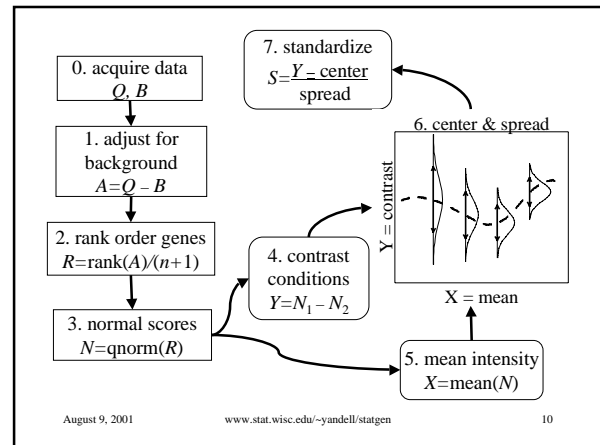 0. acquire data
Q, B
1. adjust for
background
A=Q – B
2. rank order genes
R=rank(A)/(n+1)
3. normal scores
N=qnorm(R)
4. contrast
conditions
Y=N1 – N2
5. mean intensity
X=mean(N)
6. center & spread
Y = contrast
X = mean
7. standardize
S=Y – center
spread
August 9, 2001
www.stat.wisc.edu/~yandell/statgen
10